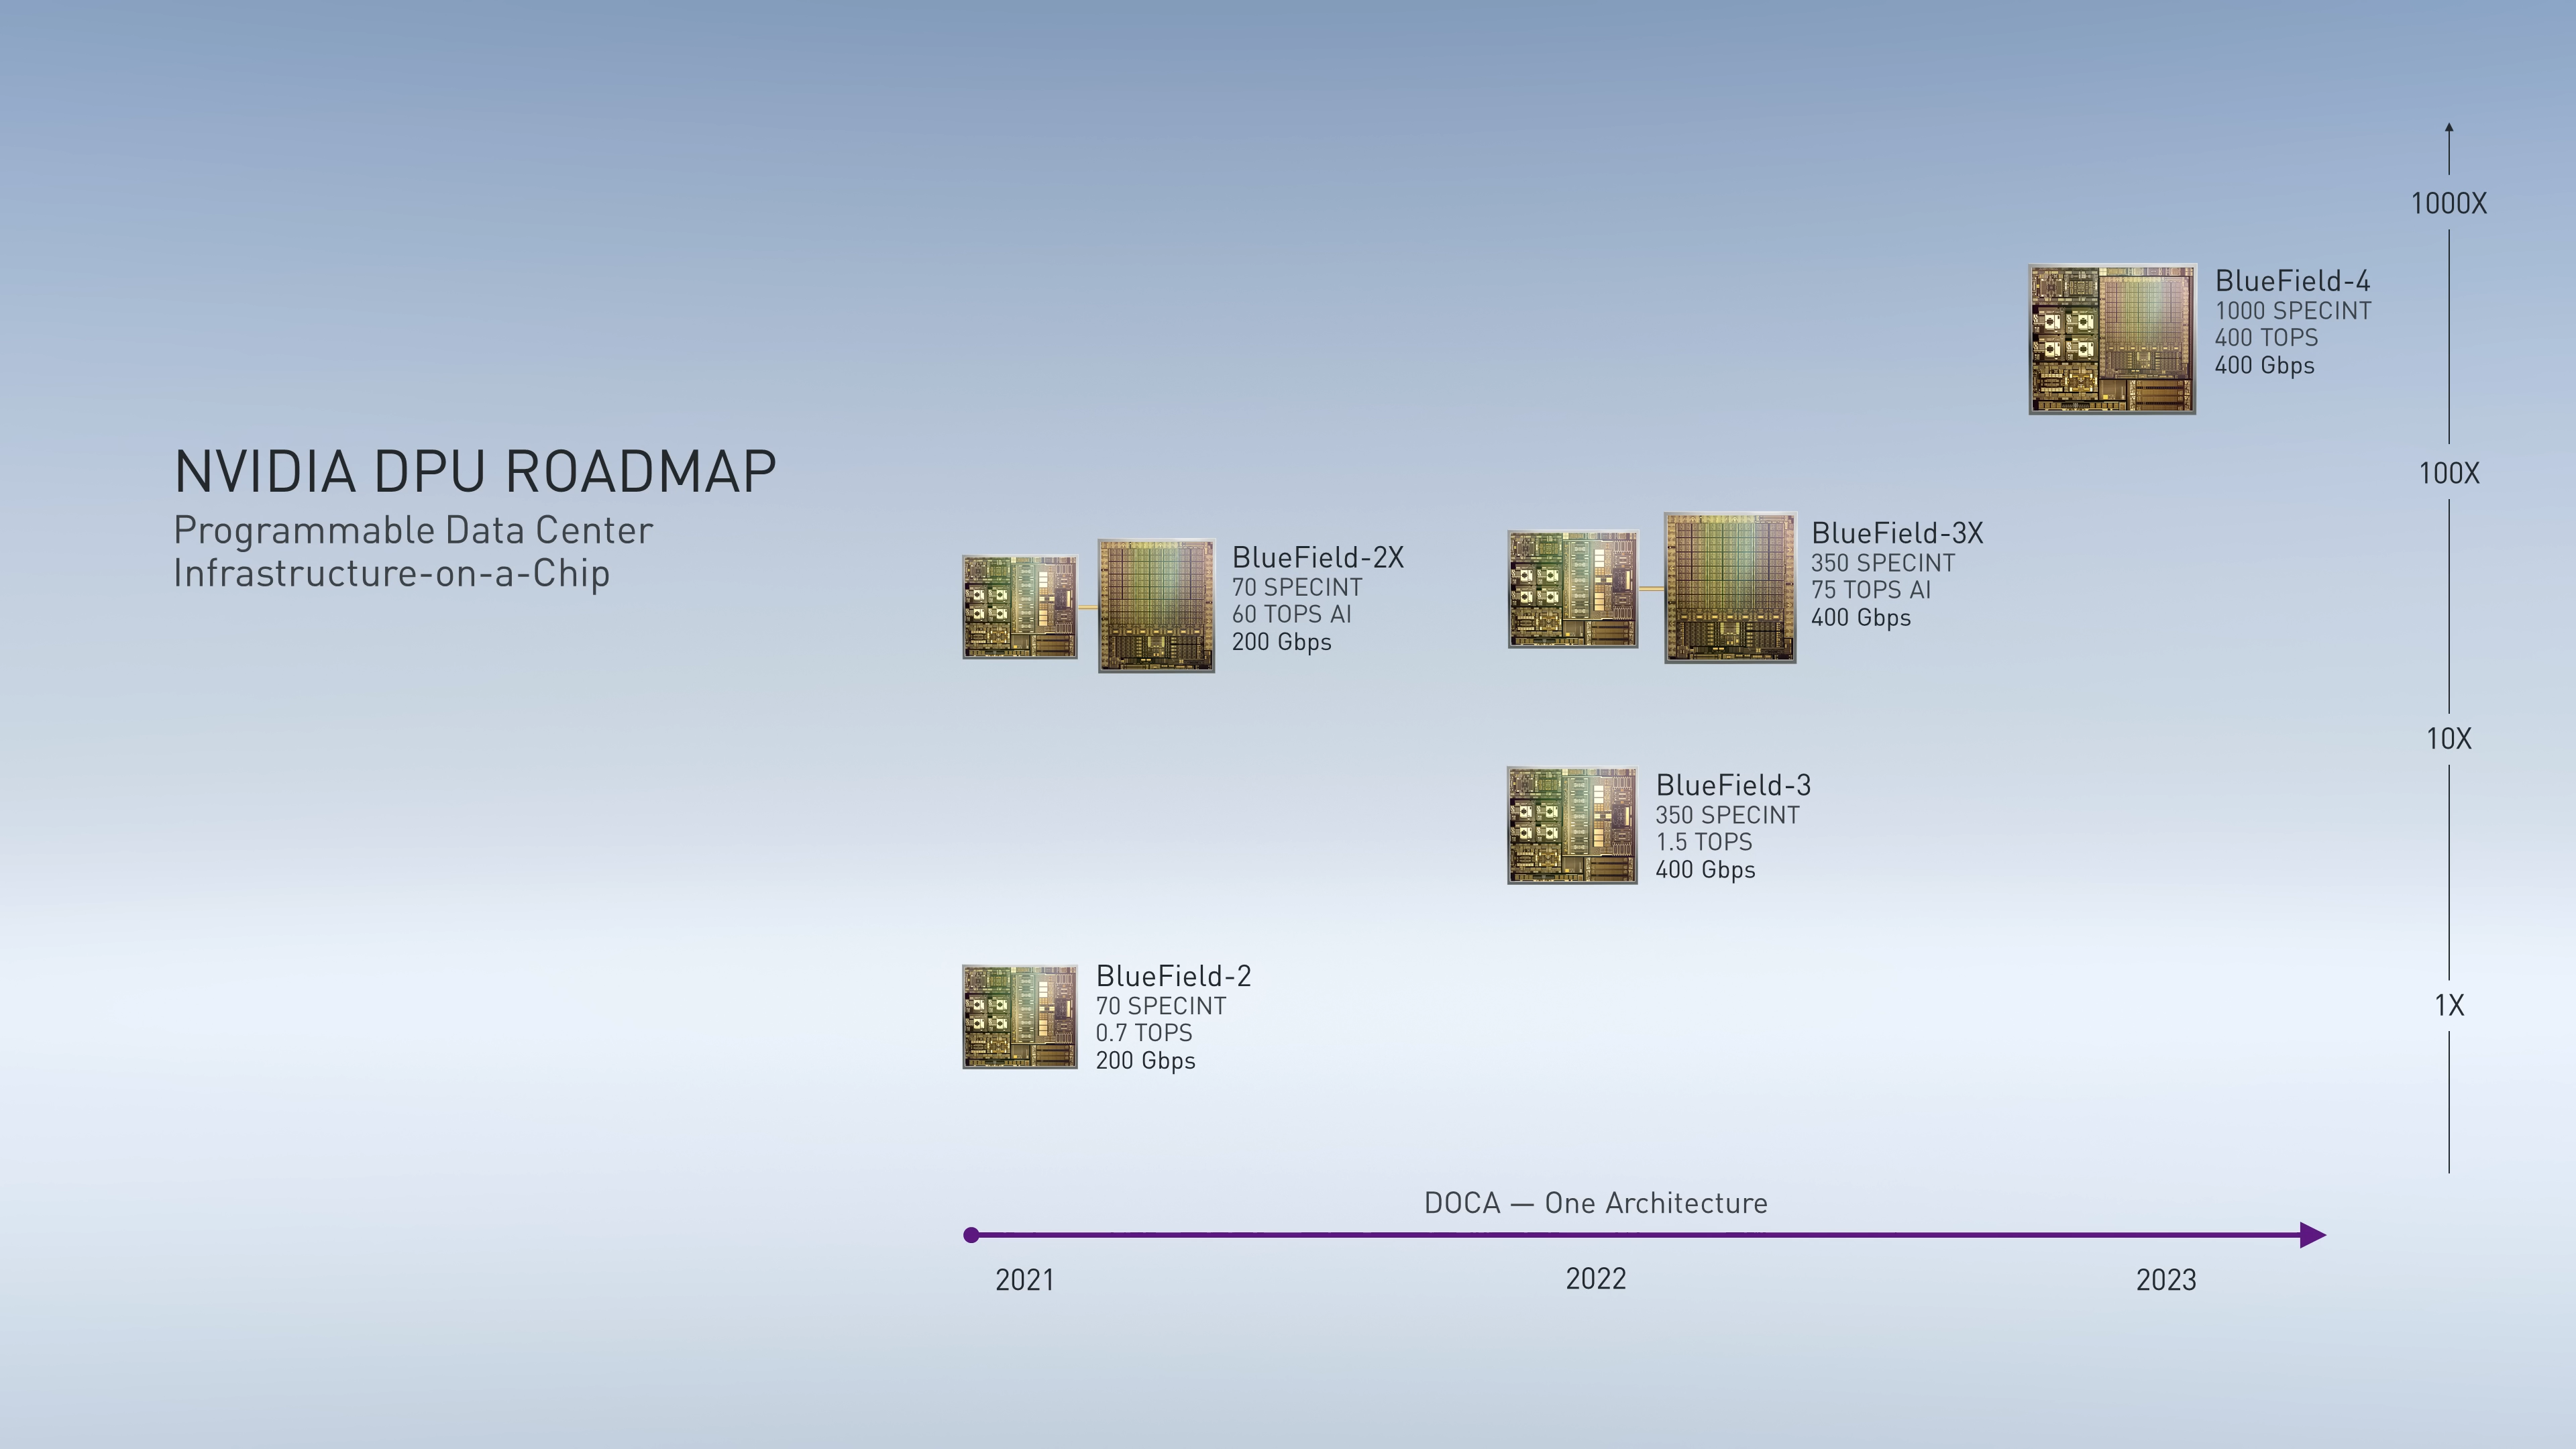 NVIDIA DPU ROADMAP
Programmable Data Center
Infrastructure-on-a-Chip
BlueField-2X
70 SPECINT
60 TOPS AI
200 Gbps
BlueField-2
70 SPECINT
0.7 TOPS
200 Gbps
BlueField-3X
350 SPECINT
75 TOPS AI
400 Gbps
BlueField-3
350 SPECINT
1.5 TOPS
400 Gbps
BlueField-4
1000 SPECINT
400 TOPS
400 Gbps
1000X
100X
10X
1X
DOCA — One Architecture
2021
2022
2023